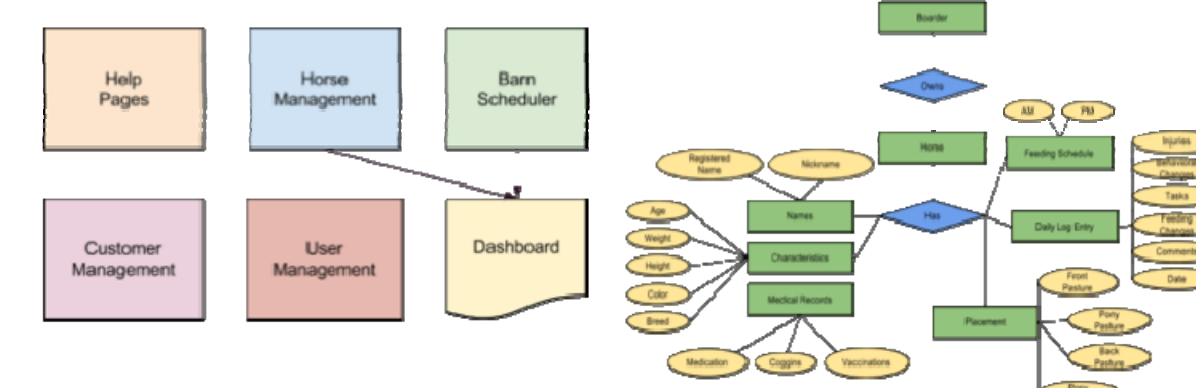 Help
Pages
Horse
Management
Barn
Scheduler
Customer
Management
User
Management
Dashboard
Boarder
Owns
Horse
AM
PM
Feeding Schedule
Registered
Name
Nickname
Names
Has
Daily Log Entry
Injuries
Behavioral
Changes
Tasks
Feeding
Changes
Comments
Date
Age
Weight
Height
Color
Breed
Characteristics
Medical Records
Medication
Coggins
Vaccinations
Placement
Front
Pasture
Pony
Pasture
Back
Pasture